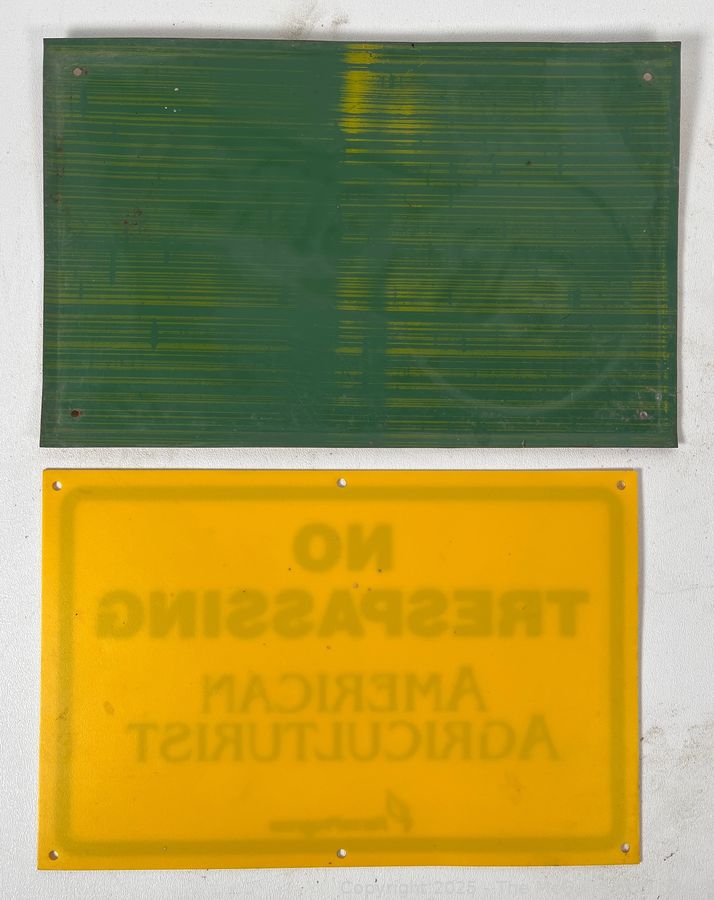 NO
TRESPASSING
AMERICAN
AGRICULTURIST
Copyright 2025 - The